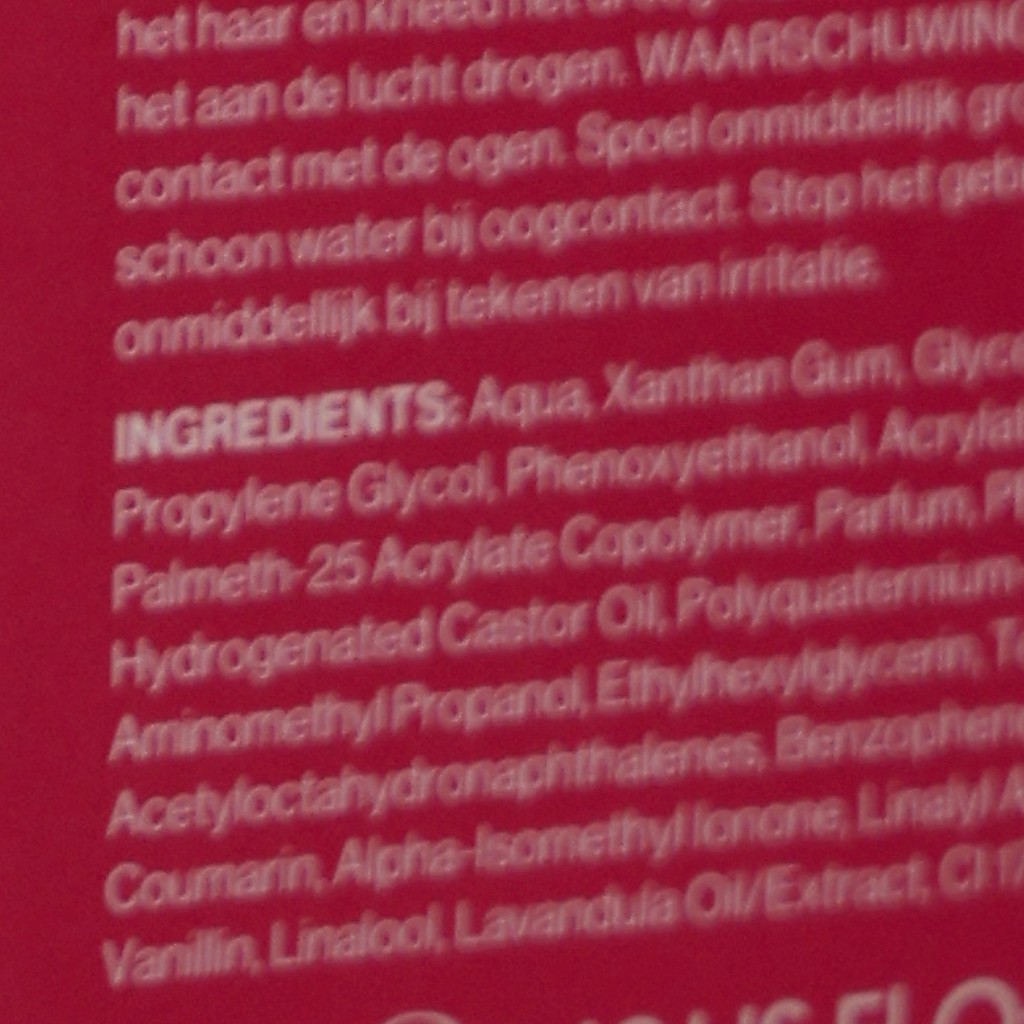 het haar en kneed het
het aan de lucht drogen. WAARSCHUWING
contact met de ogen. Spoel onmiddellijk
schoon water bij oogcontact. Stop het
onmiddellijk bij tekenen van irritatie.
INGREDIENTS: Aqua, Xanthan Gum,
Propylene Glycol, Phenoxyethanol,
Palmeth-25 Acrylate Copolymer, Parfum,
Hydrogenated Castor Oil, Polyquaternium-
Aminomethyl Propanol, Ethylhexylglycerin,
Acetyloctahydronaphthalenes,
Coumarin, Alpha-Isomethyl Ionone, Linalyl
Vanillin, Linalool, Lavandula Oil/Extract, CI